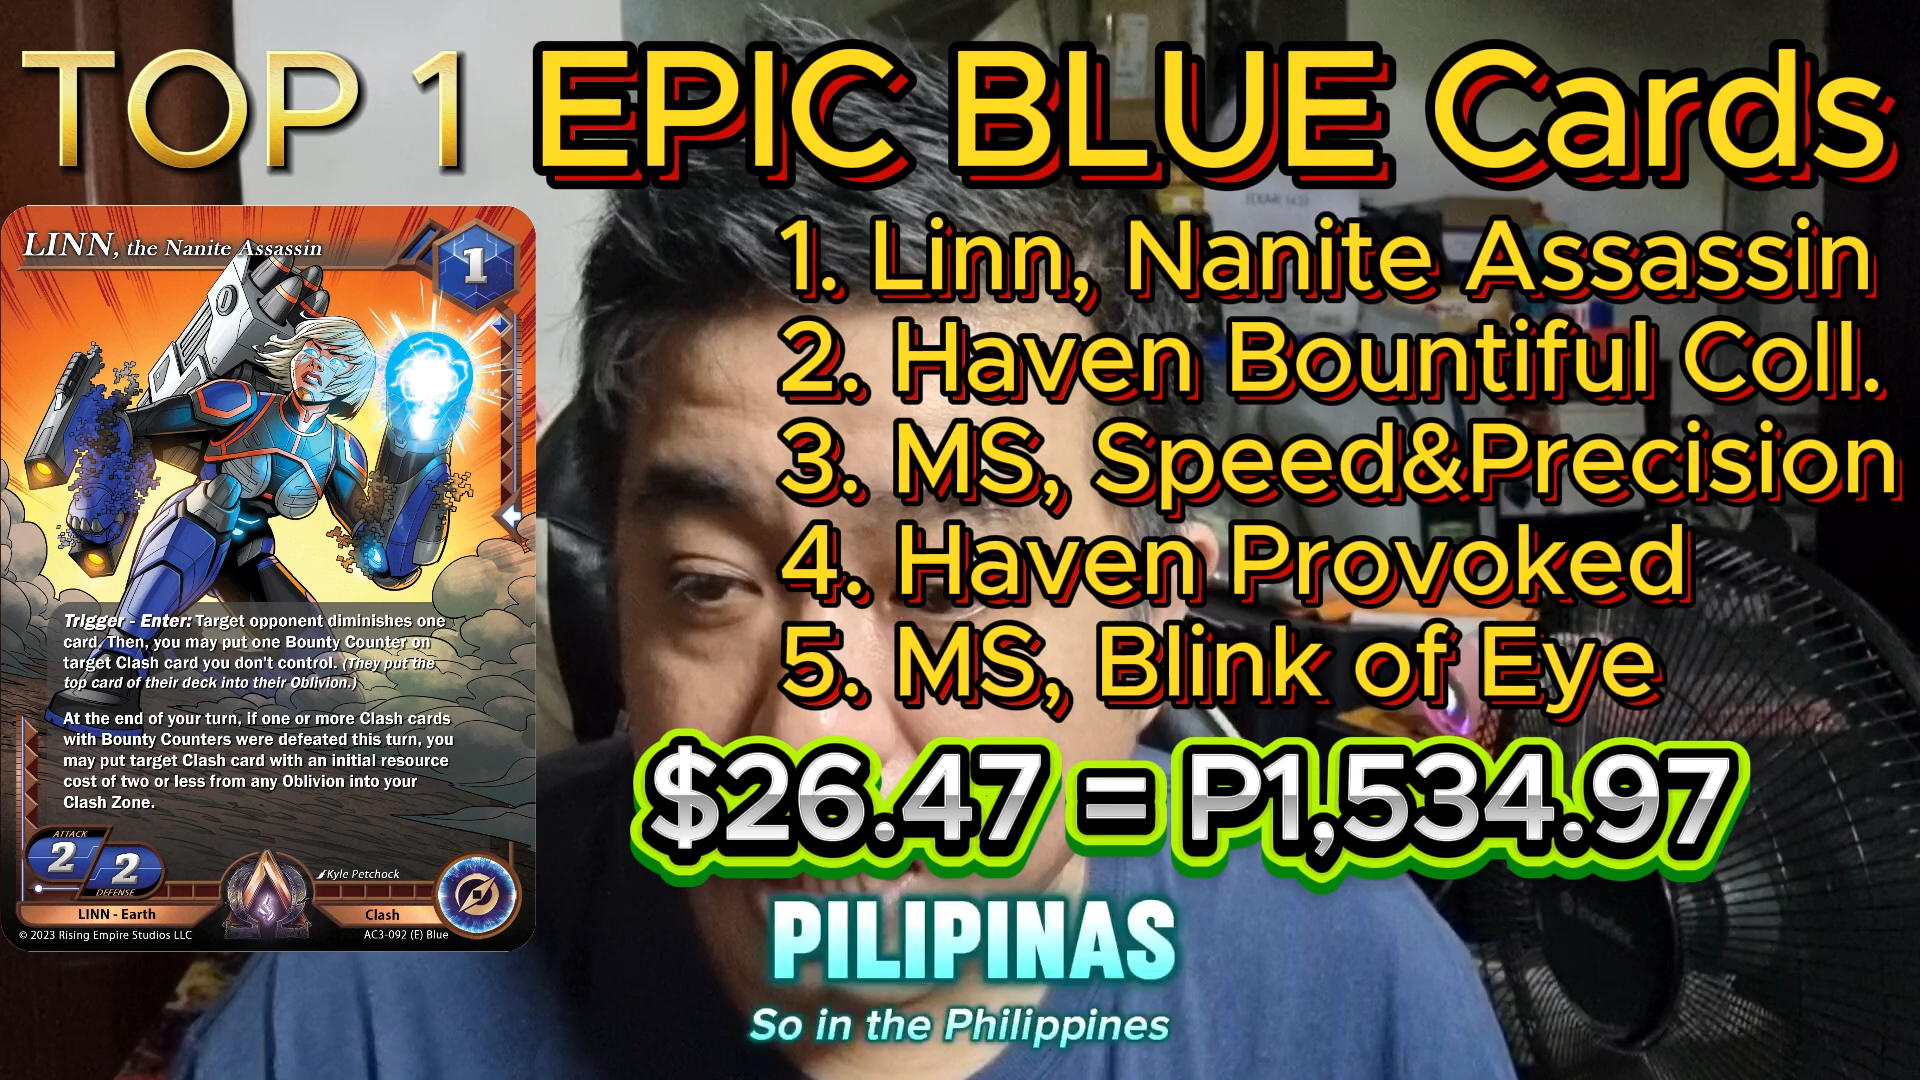 TOP 1 EPIC BLUE Cards
LINN, the Nanite Assassin
1
Trigger - Enter: Target opponent diminishes one
card. Then, you may put one Bounty Counter on
target Clash card you don't control. (They put the
top card of their deck into their Oblivion.)
At the end of your turn, if one or more Clash cards
with Bounty Counters were defeated this turn, you
may put target Clash card with an initial resource
cost of two or less from any Oblivion into your
Clash Zone.
ATTACK
2
2
DEFENSE
Kyle Petchock
LINN - Earth
Clash
© 2023 Rising Empire Studios LLC
AC3-092 (E) Blue
1. Linn, Nanite Assassin
2. Haven Bountiful Coll.
3. MS, Speed&Precision
4. Haven Provoked
5. MS, Blink of Eye
$26.47 = P1,534.97
PILIPINAS
So in the Philippines